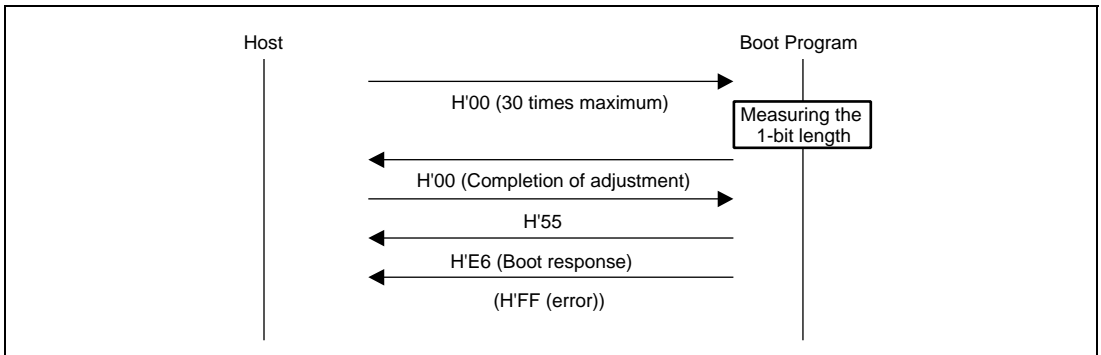 Host
Boot Program
H'00 (30 times maximum)
Measuring the
1-bit length
H'00 (Completion of adjustment)
H'55
H'E6 (Boot response)
(H'FF (error))